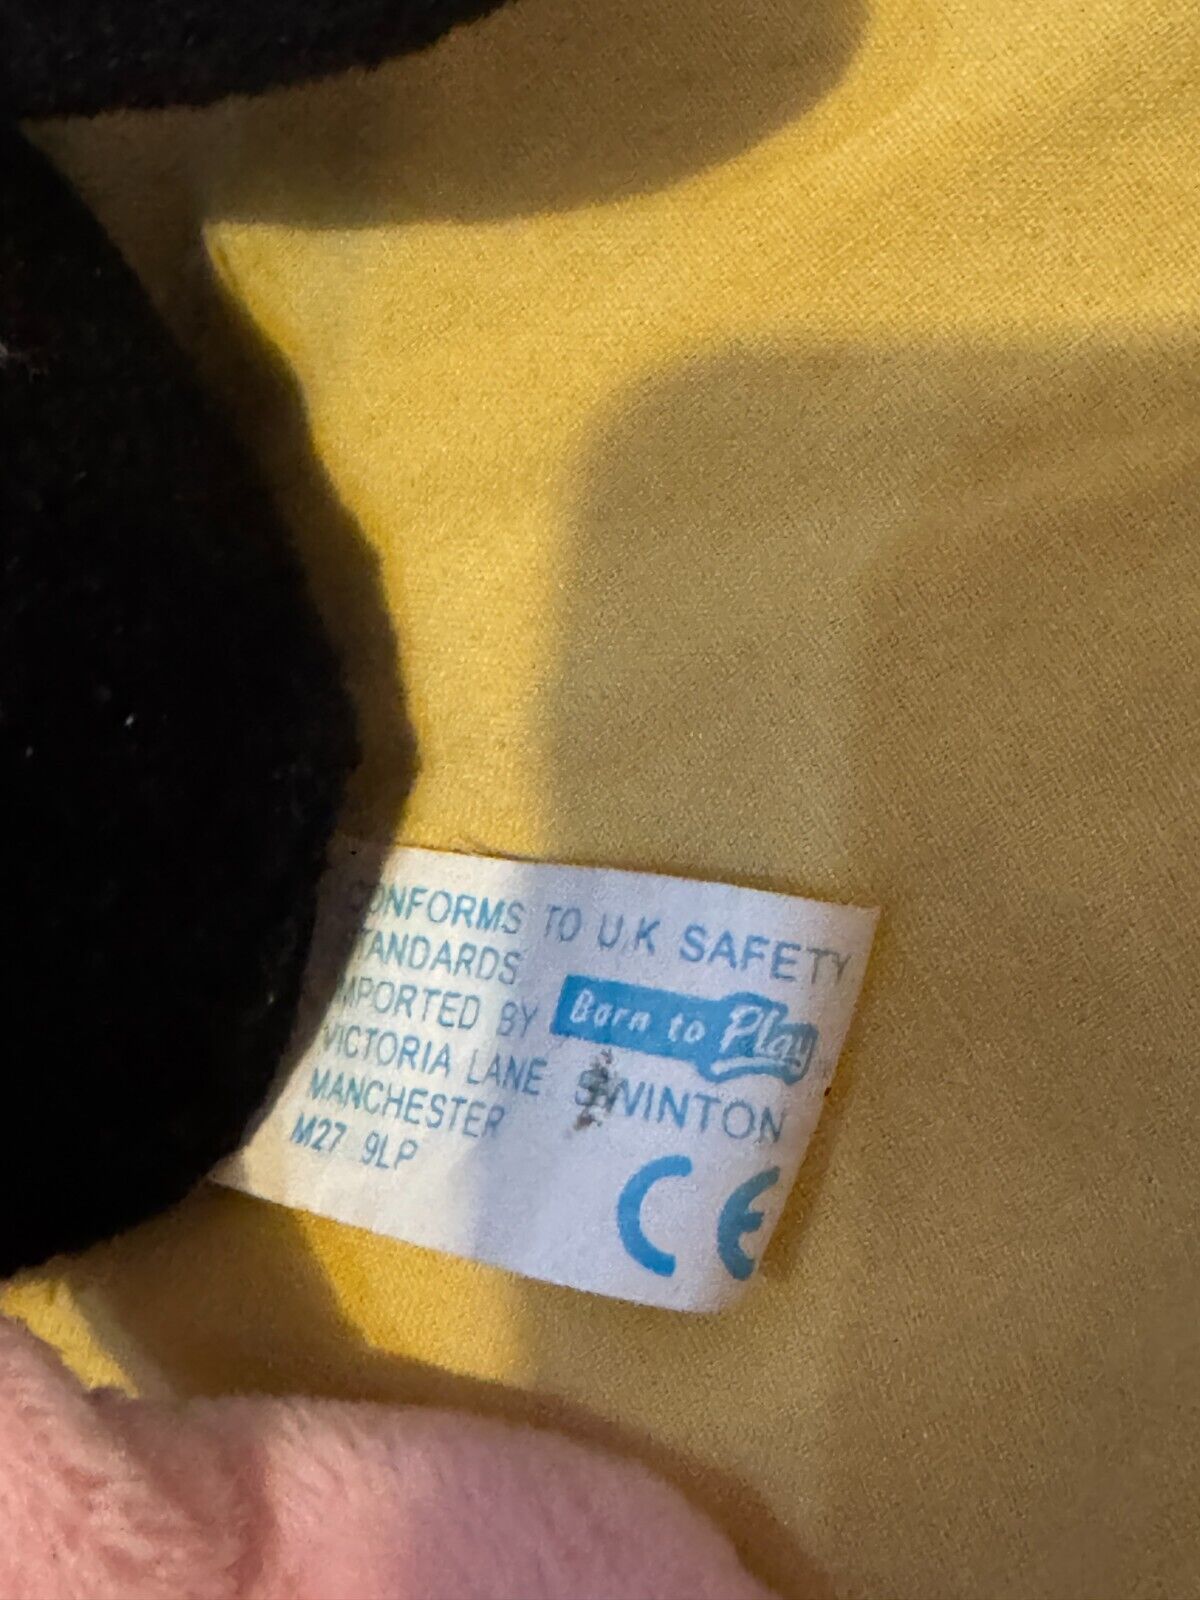 CONFORMS TO U.K SAFETY
STANDARDS
IMPORTED BY Born to Play
VICTORIA LANE SWINTON
MANCHESTER
M27 9LP
CE